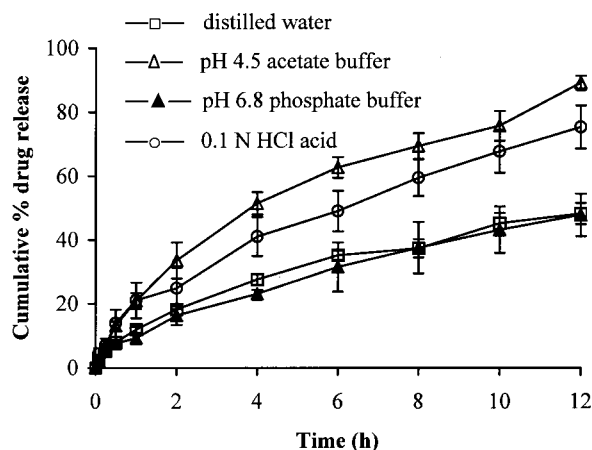 distilled water
pH 4.5 acetate buffer
pH 6.8 phosphate buffer
0.1 N HCl acid
Cumulative % drug release
100
80
60
40
20
0
0 2 4 6 8 10 12
Time (h)